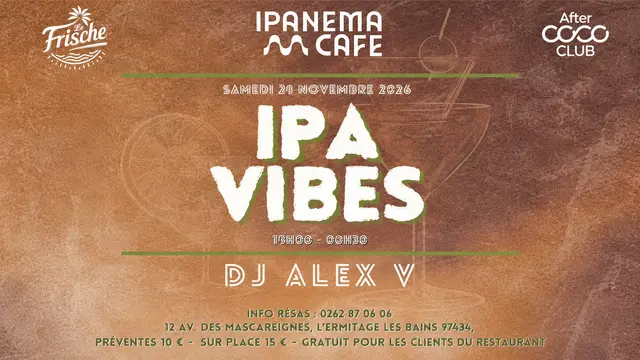 Le
Frische
IPANEMA
CAFE
After
COCO
CLUB
SAMEDI 28 NOVEMBRE 2026
IPA
VIBES
18H00 - 00H30
DJ ALEX V
INFO RÉSAS : 0262 87 06 06
12 AV. DES MASCAREIGNES, L'ERMITAGE LES BAINS 97434,
PRÉVENTES 10 € - SUR PLACE 15 € - GRATUIT POUR LES CLIENTS DU RESTAURANT